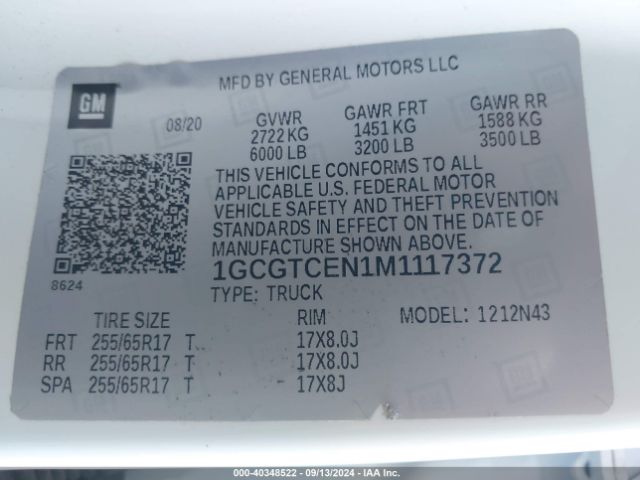 MFD BY GENERAL MOTORS LLC
GM
08/20
GVWR
2722 KG
6000 LB
GAWR FRT
1451 KG
3200 LB
GAWR RR
1588 KG
3500 LB
THIS VEHICLE CONFORMS TO ALL
APPLICABLE U.S. FEDERAL MOTOR
VEHICLE SAFETY AND THEFT PREVENTION
STANDARDS IN EFFECT ON THE DATE OF
MANUFACTURE SHOWN ABOVE.
8624
1GCGTCEN1M1117372
TYPE: TRUCK
MODEL: 1212N43
TIRE SIZE RIM
FRT 255/65R17 T 17X8.0J
RR 255/65R17 T 17X8.0J
SPA 255/65R17 T 17X8J
000-40348522 - 09/13/2024 - IAA Inc.